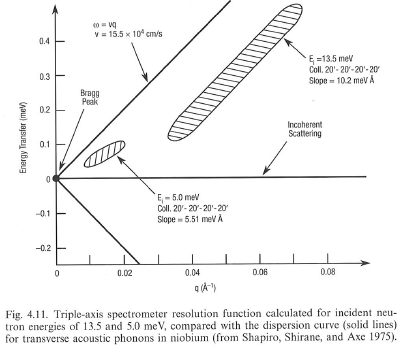 ω = vq
v = 15.5 × 10⁴ cm/s
0.4
Eᵢ =13.5 meV
Coll. 20'- 20'-20'-20'
Slope = 10.2 meV Å
0.3
Bragg
Peak
Energy Transfer (meV)
0.2
Incoherent
Scattering
0.1
0
Eᵢ = 5.0 meV
Coll. 20'-20'-20'-20'
Slope = 5.51 meV Å
−0.1
−0.2
0
0.02
0.04
0.06
0.08
q (Å⁻¹)
Fig. 4.11. Triple-axis spectrometer resolution function calculated for incident neu-
tron energies of 13.5 and 5.0 meV, compared with the dispersion curve (solid lines)
for transverse acoustic phonons in niobium (from Shapiro, Shirane, and Axe 1975).